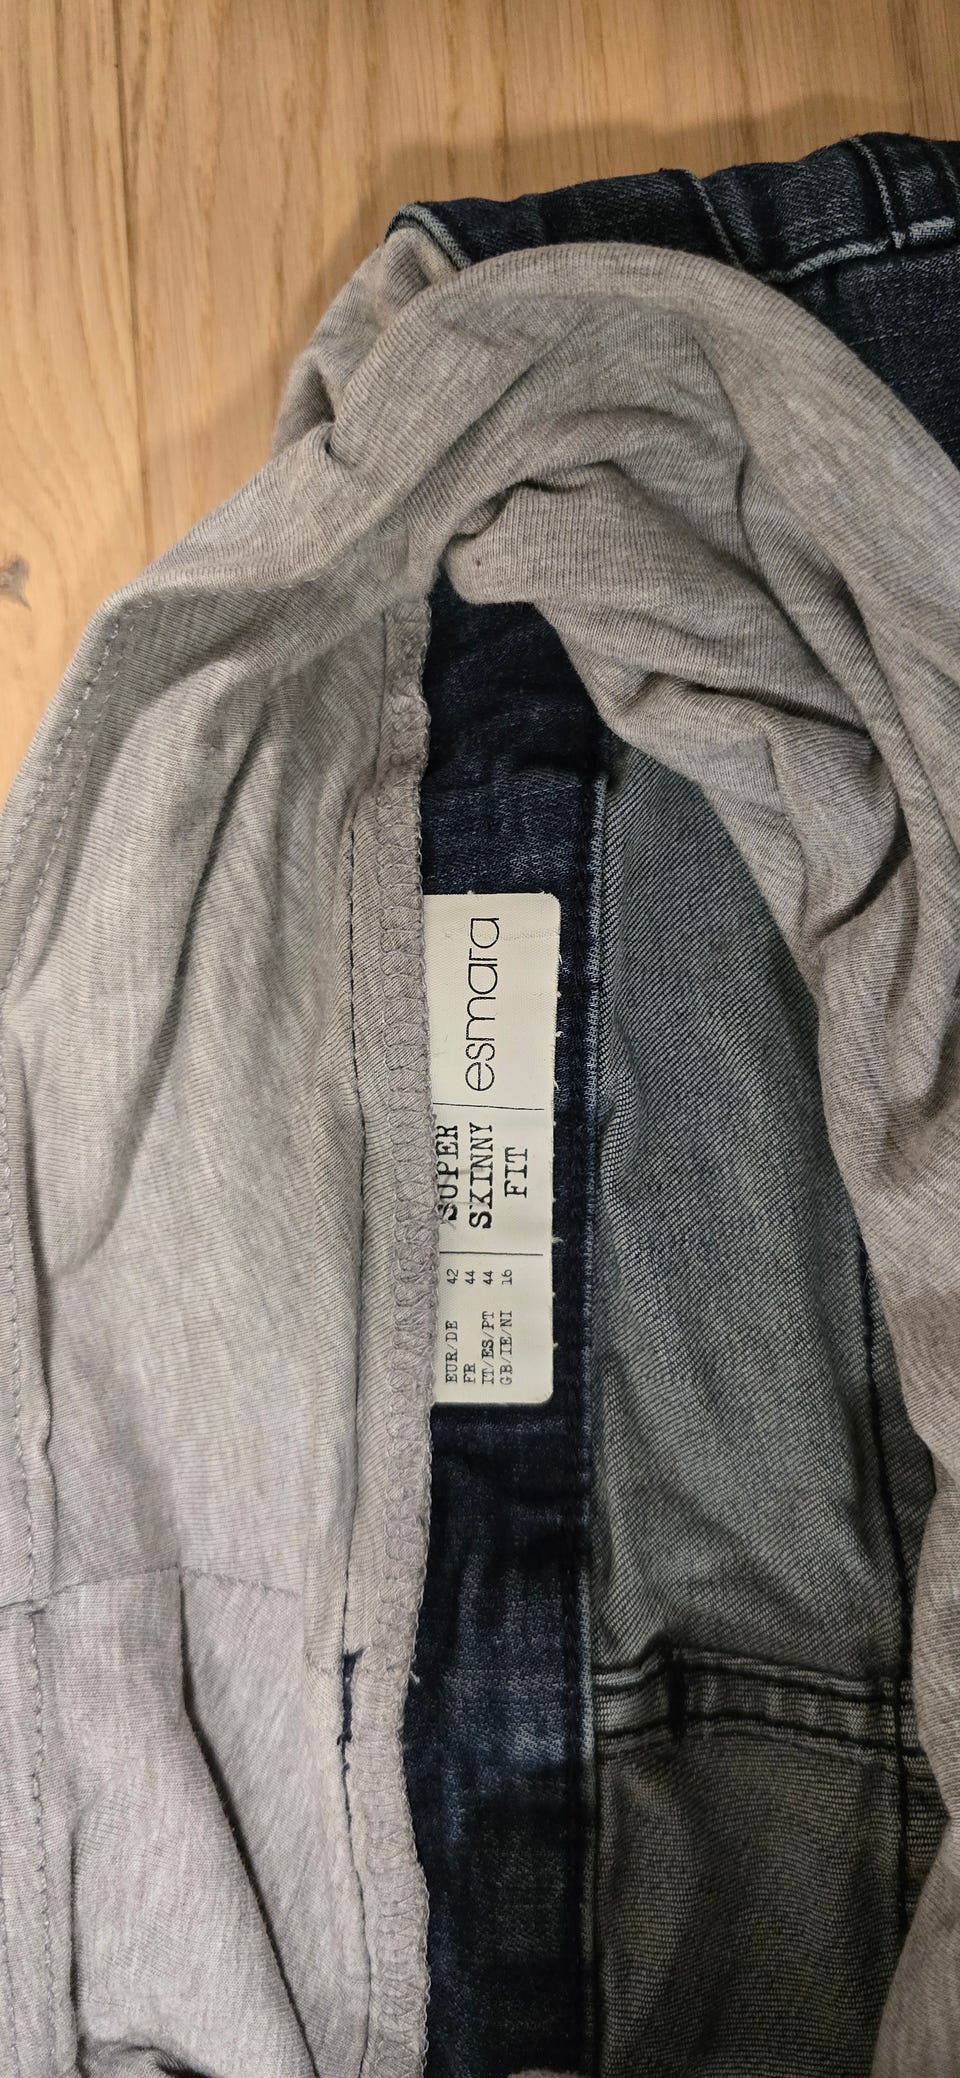 esmara
SUPER
SKINNY
FIT
EUR/DE 42
FR 44
IT/ES/PT 44
GB/IE/NI 16